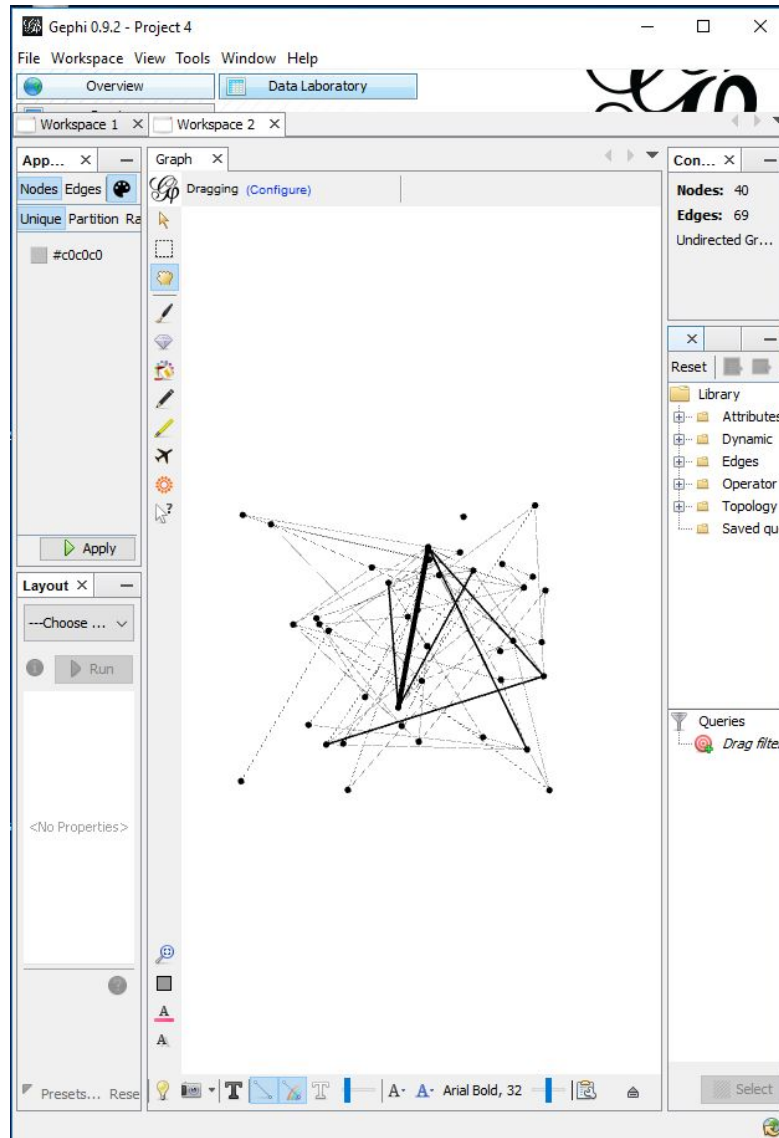 Gephi 0.9.2 - Project 4
File Workspace View Tools Window Help
Overview
Data Laboratory
Workspace 1
Workspace 2
App...
Graph
Con...
Nodes Edges
Dragging (Configure)
Nodes: 40
Unique Partition Ra
Edges: 69
Undirected Gr...
#c0c0c0
Reset
Library
Attributes
Dynamic
Edges
Operator
Topology
Saved qu
Apply
Layout
---Choose ...
Run
Queries
Drag filte
<No Properties>
Presets... Rese
T
T
A
A
A-
A-
Arial Bold, 32
Select